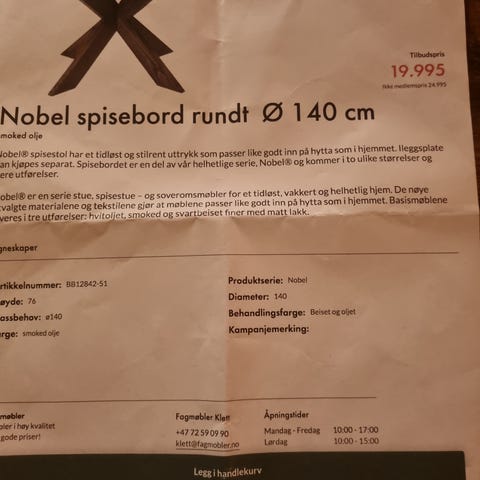 Tilbudspris
19.995
Ikke medlemspris 24.995
Nobel spisebord rundt Ø 140 cm
smoked olje
Nobel® spisestol har et tidløst og stilrent uttrykk som passer like godt inn på hytta som i hjemmet. Ileggsplate
kan kjøpes separat. Spisebordet er en del av vår helhetlige serie, Nobel® og kommer i to ulike størrelser og
ere utførelser.
Nobel® er en serie stue, spisestue – og soveromsmøbler for et tidløst, vakkert og helhetlig hjem. De nøye
tvalgte materialene og tekstilene gjør at møblene passer like godt inn på hytta som i hjemmet. Basismøblene
veres i tre utførelser: hvitoljet, smoked og svartbeiset finer med matt lakk.
gneskaper
rtikkelnummer: BB12842-51
øyde: 76
assbehov: ø140
rge: smoked olje
Produktserie: Nobel
Diameter: 140
Behandlingsfarge: Beiset og oljet
Kampanjemerking:
møbler
bler i høy kvalitet
gode priser!
Fagmøbler Klett
+47 72 59 09 90
klett@fagmobler.no
Åpningstider
Mandag - Fredag 10:00 - 17:00
Lørdag 10:00 - 15:00
Legg i handlekurv